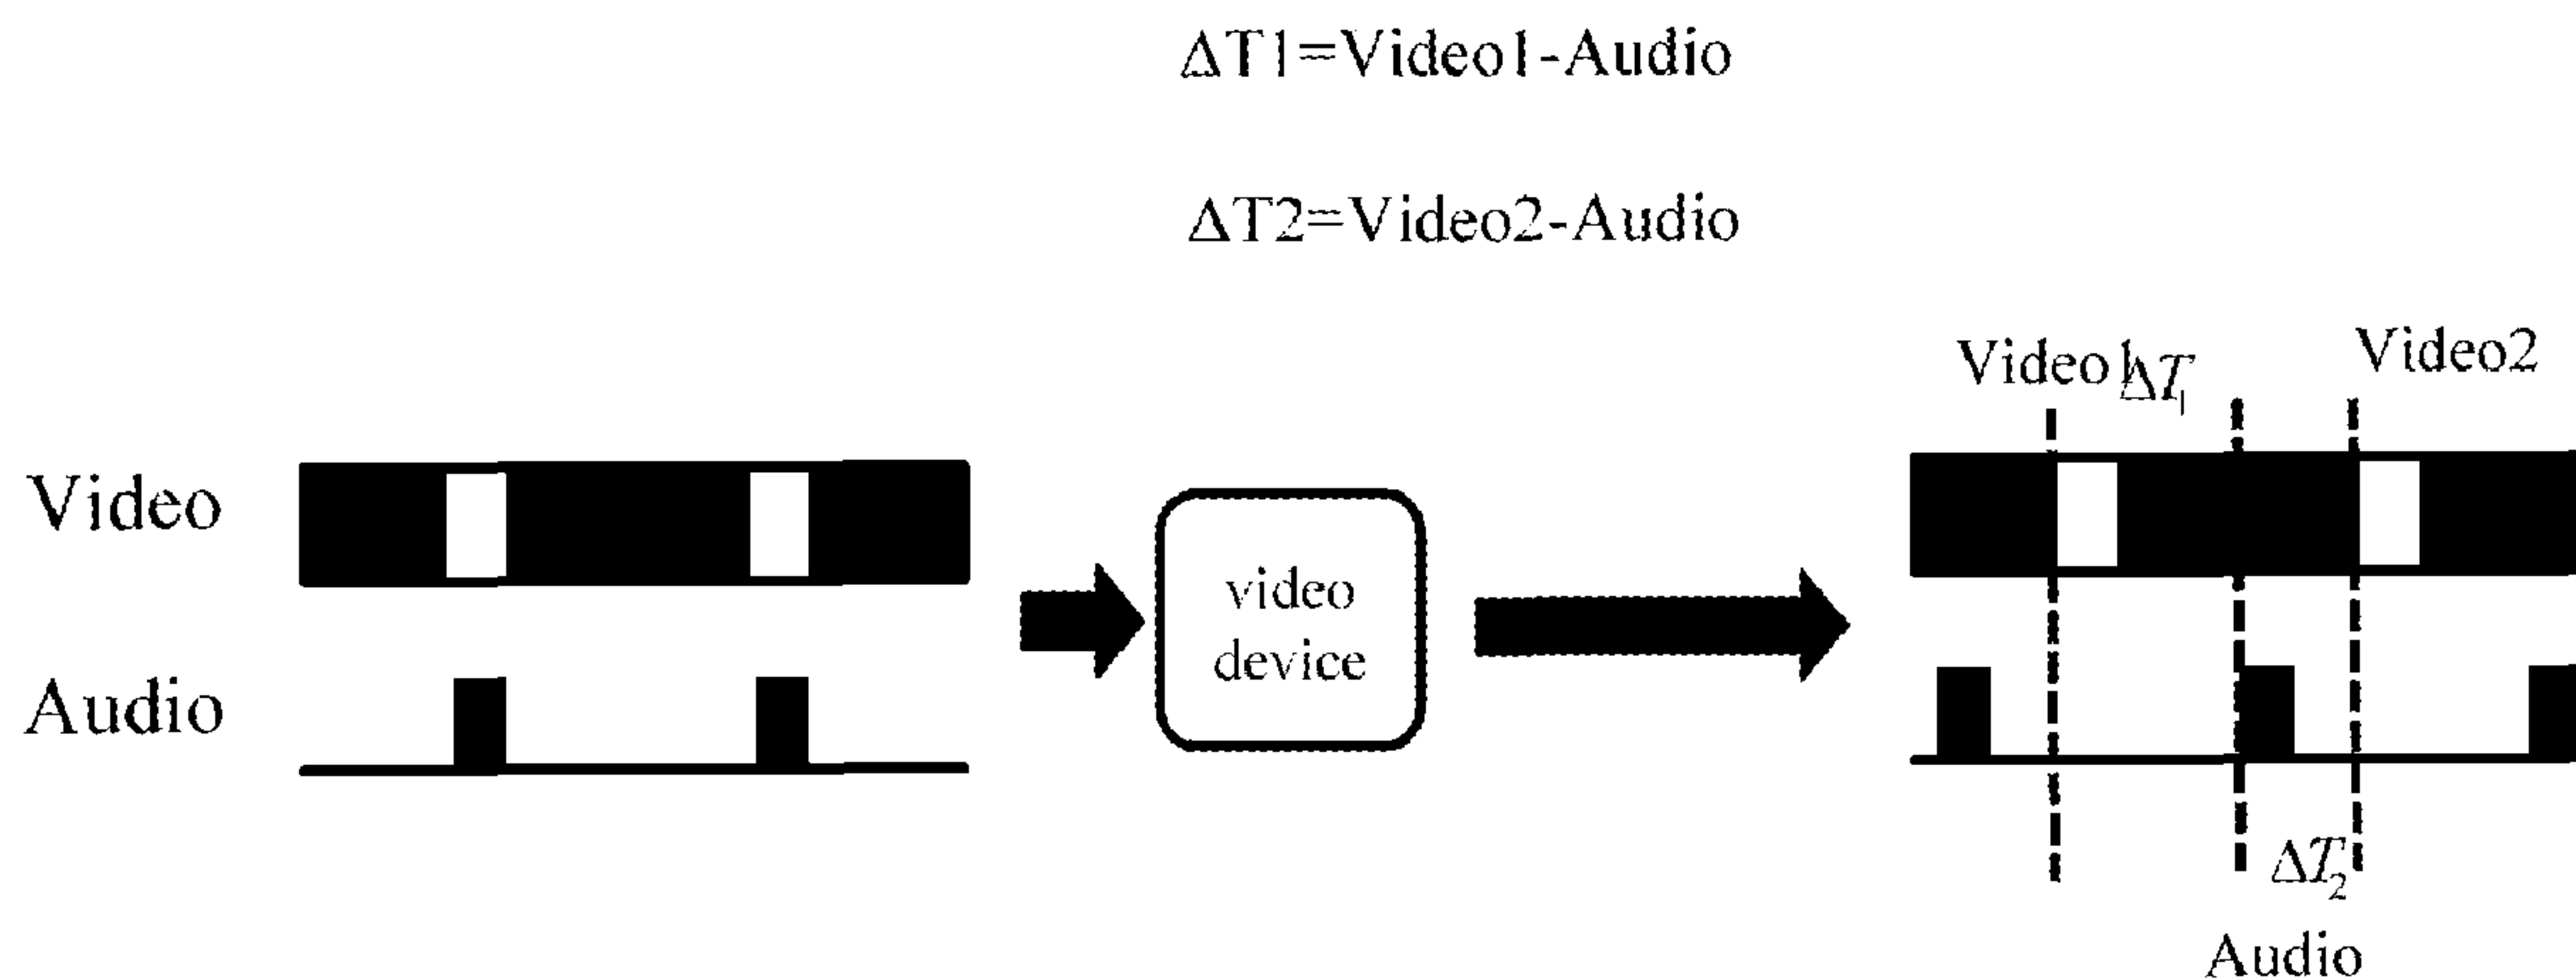 ΔT1=Video1-Audio
ΔT2=Video2-Audio
Video1
ΔT₁
Video2
Video
video
device
Audio
ΔT₂
Audio